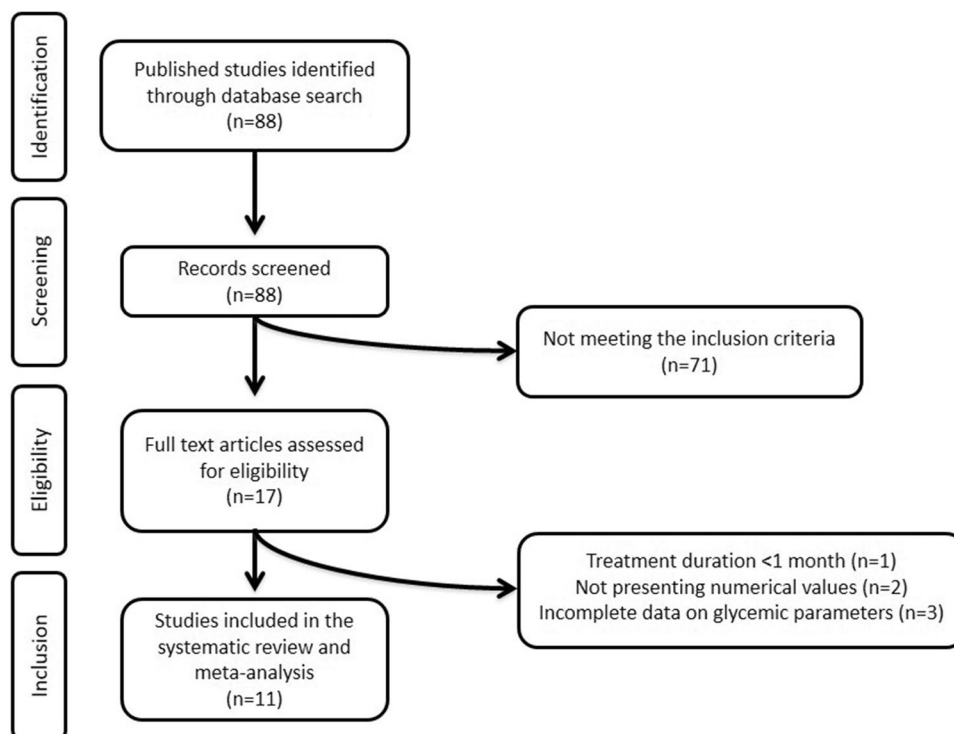 Identification
Published studies identified
through database search
(n=88)
Screening
Records screened
(n=88)
Not meeting the inclusion criteria
(n=71)
Eligibility
Full text articles assessed
for eligibility
(n=17)
Treatment duration <1 month (n=1)
Not presenting numerical values (n=2)
Incomplete data on glycemic parameters (n=3)
Inclusion
Studies included in the
systematic review and
meta-analysis
(n=11)